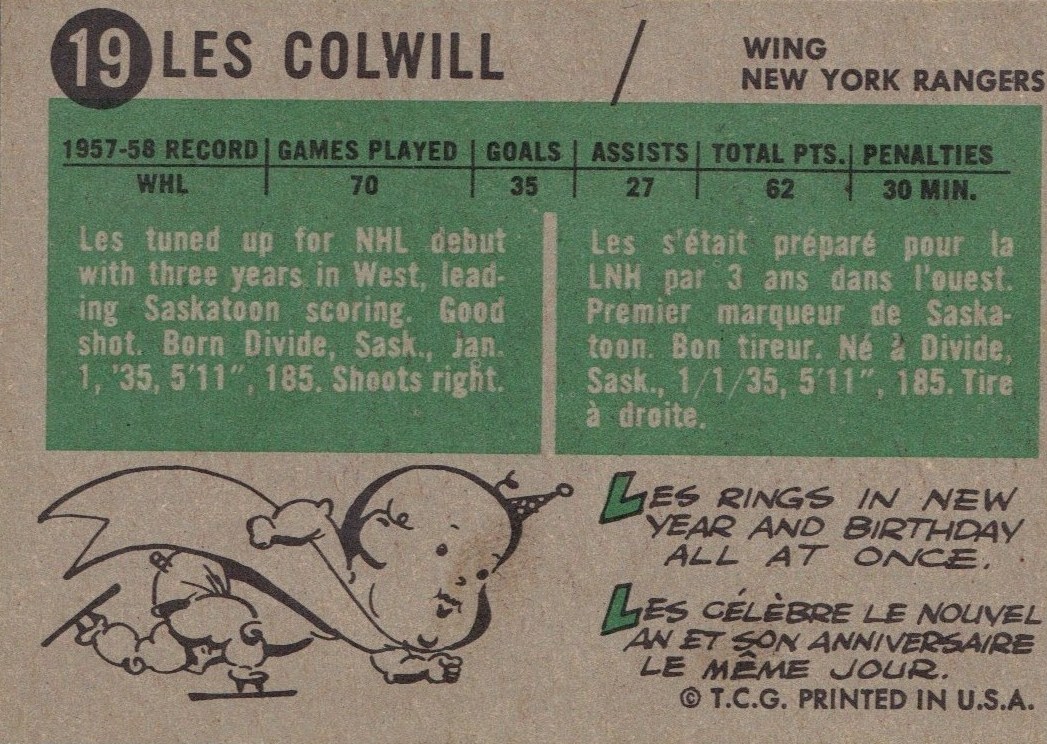 19 LES COLWILL / WING
NEW YORK RANGERS
1957-58 RECORD | GAMES PLAYED | GOALS | ASSISTS | TOTAL PTS. | PENALTIES
WHL | 70 | 35 | 27 | 62 | 30 MIN.
Les tuned up for NHL debut
with three years in West, lead-
ing Saskatoon scoring. Good
shot. Born Divide, Sask., Jan.
1, '35, 5'11", 185. Shoots right.
Les s'était préparé pour la
LNH par 3 ans dans l'ouest.
Premier marqueur de Saska-
toon. Bon tireur. Né à Divide,
Sask., 1/1/35, 5'11", 185. Tire
à droite.
LES RINGS IN NEW
YEAR AND BIRTHDAY
ALL AT ONCE.
LES CÉLÈBRE LE NOUVEL
AN ET SON ANNIVERSAIRE
LE MÊME JOUR.
© T.C.G. PRINTED IN U.S.A.